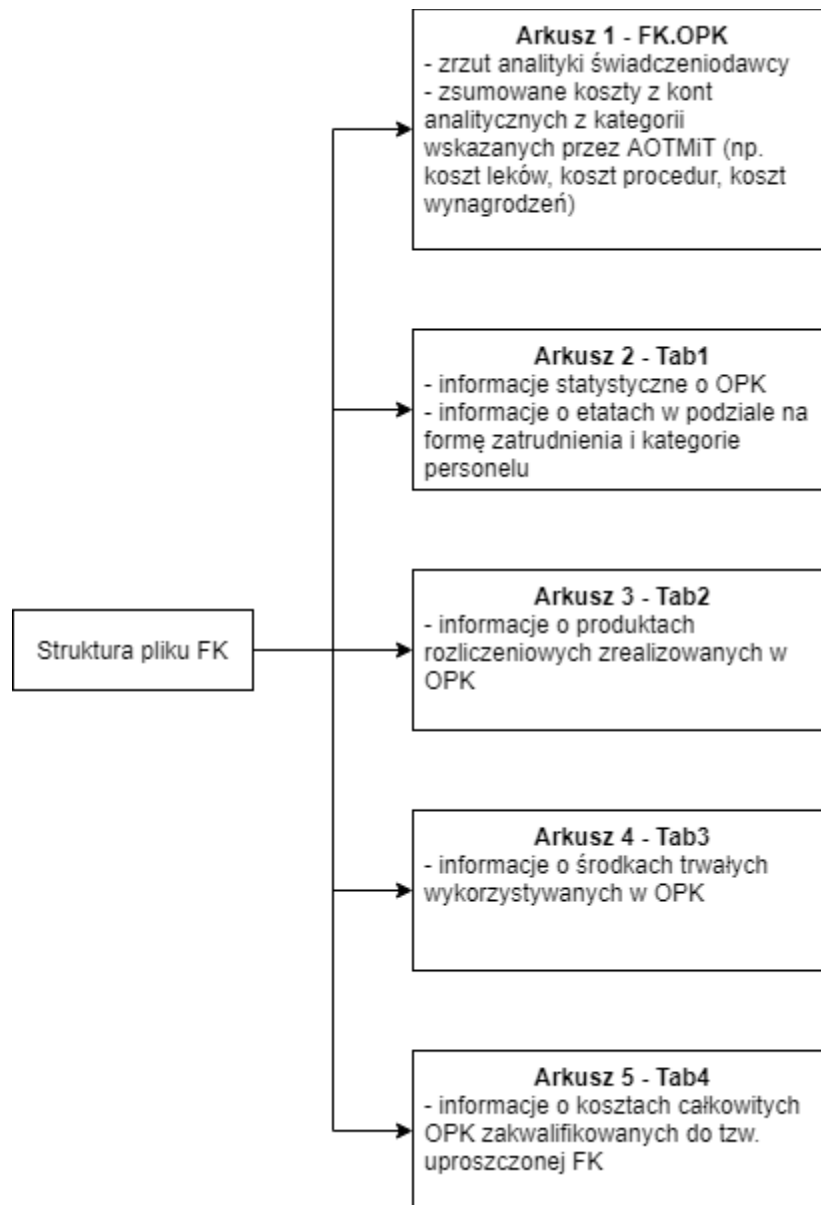 Arkusz 1 - FK.OPK
- zrzut analityki świadczeniodawcy
- zsumowane koszty z kont
analitycznych z kategorii
wskazanych przez AOTMiT (np.
koszt leków, koszt procedur, koszt
wynagrodzeń)
Arkusz 2 - Tab1
- informacje statystyczne o OPK
- informacje o etatach w podziale na
formę zatrudnienia i kategorie
personelu
Struktura pliku FK
Arkusz 3 - Tab2
- informacje o produktach
rozliczeniowych zrealizowanych w
OPK
Arkusz 4 - Tab3
- informacje o środkach trwałych
wykorzystywanych w OPK
Arkusz 5 - Tab4
- informacje o kosztach całkowitych
OPK zakwalifikowanych do tzw.
uproszczonej FK